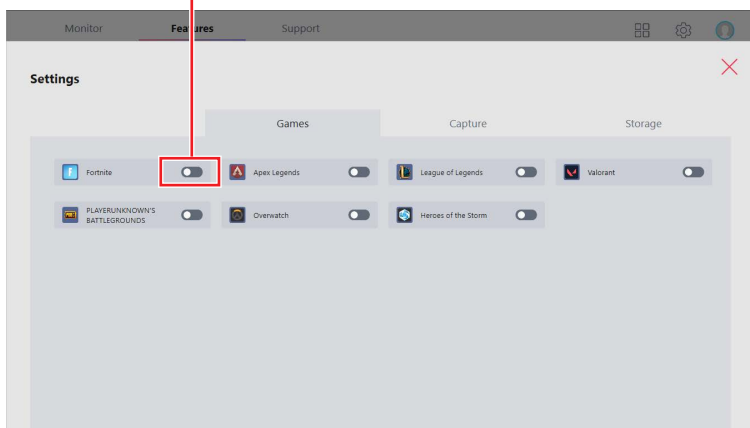 Monitor Features Support
Settings
Games Capture Storage
Fortnite Apex Legends League of Legends Valorant
PLAYERUNKNOWN'S
BATTLEGROUNDS Overwatch Heroes of the Storm